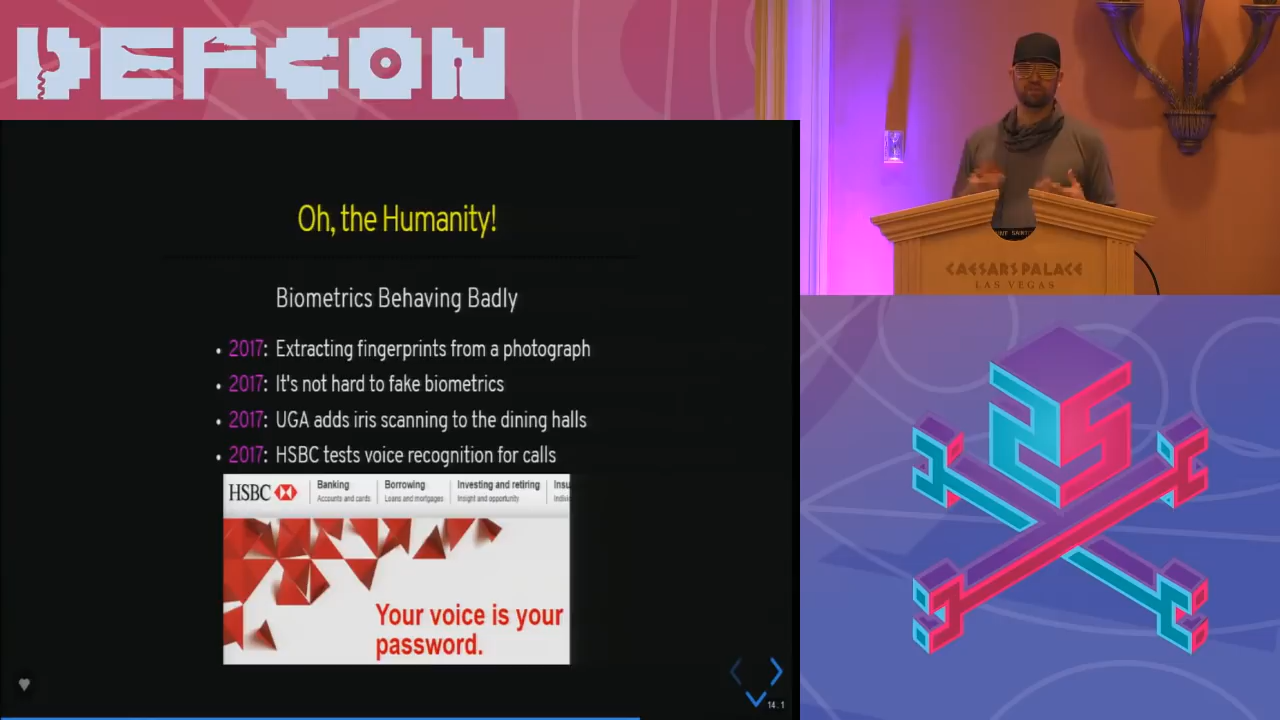 DEFCON
Oh, the Humanity!
Biometrics Behaving Badly
• 2017: Extracting fingerprints from a photograph
• 2017: It's not hard to fake biometrics
• 2017: UGA adds iris scanning to the dining halls
• 2017: HSBC tests voice recognition for calls
HSBC
Banking
Accounts and cards
Borrowing
Loans and mortgages
Investing and retiring
Insight and opportunity
Your voice is your
password.
14.1
CAESARS PALACE
LAS VEGAS
25